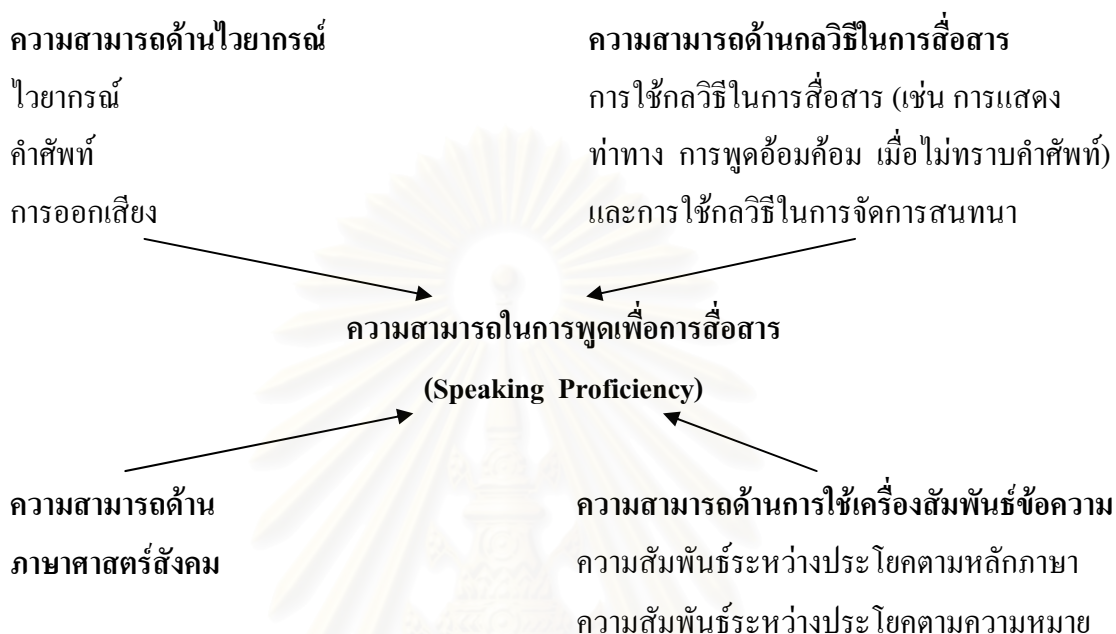 ความสามารถด้านไวยากรณ์
ไวยากรณ์
คำศัพท์
การออกเสียง
ความสามารถด้านกลวิธีในการสื่อสาร
การใช้กลวิธีในการสื่อสาร (เช่น การแสดง
ท่าทาง การพูดอ้อมค้อม เมื่อไม่ทราบคำศัพท์)
และการใช้กลวิธีในการจัดการสนทนา
ความสามารถในการพูดเพื่อการสื่อสาร
(Speaking Proficiency)
ความสามารถด้าน
ภาษาศาสตร์สังคม
ความสามารถด้านการใช้เครื่องสัมพันธ์ข้อความ
ความสัมพันธ์ระหว่างประโยคตามหลักภาษา
ความสัมพันธ์ระหว่างประโยคตามความหมาย